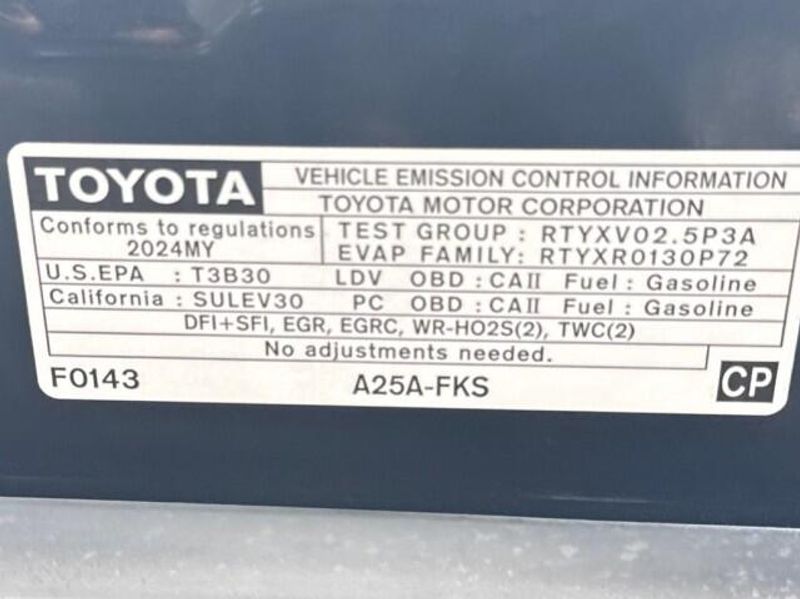 TOYOTA
VEHICLE EMISSION CONTROL INFORMATION
TOYOTA MOTOR CORPORATION
Conforms to regulations
2024MY
TEST GROUP : RTYXV02.5P3A
EVAP FAMILY: RTYXR0130P72
U.S.EPA : T3B30 LDV OBD : CAII Fuel : Gasoline
California : SULEV30 PC OBD : CAII Fuel : Gasoline
DFI+SFI, EGR, EGRC, WR-HO2S(2), TWC(2)
No adjustments needed.
F0143 A25A-FKS CP